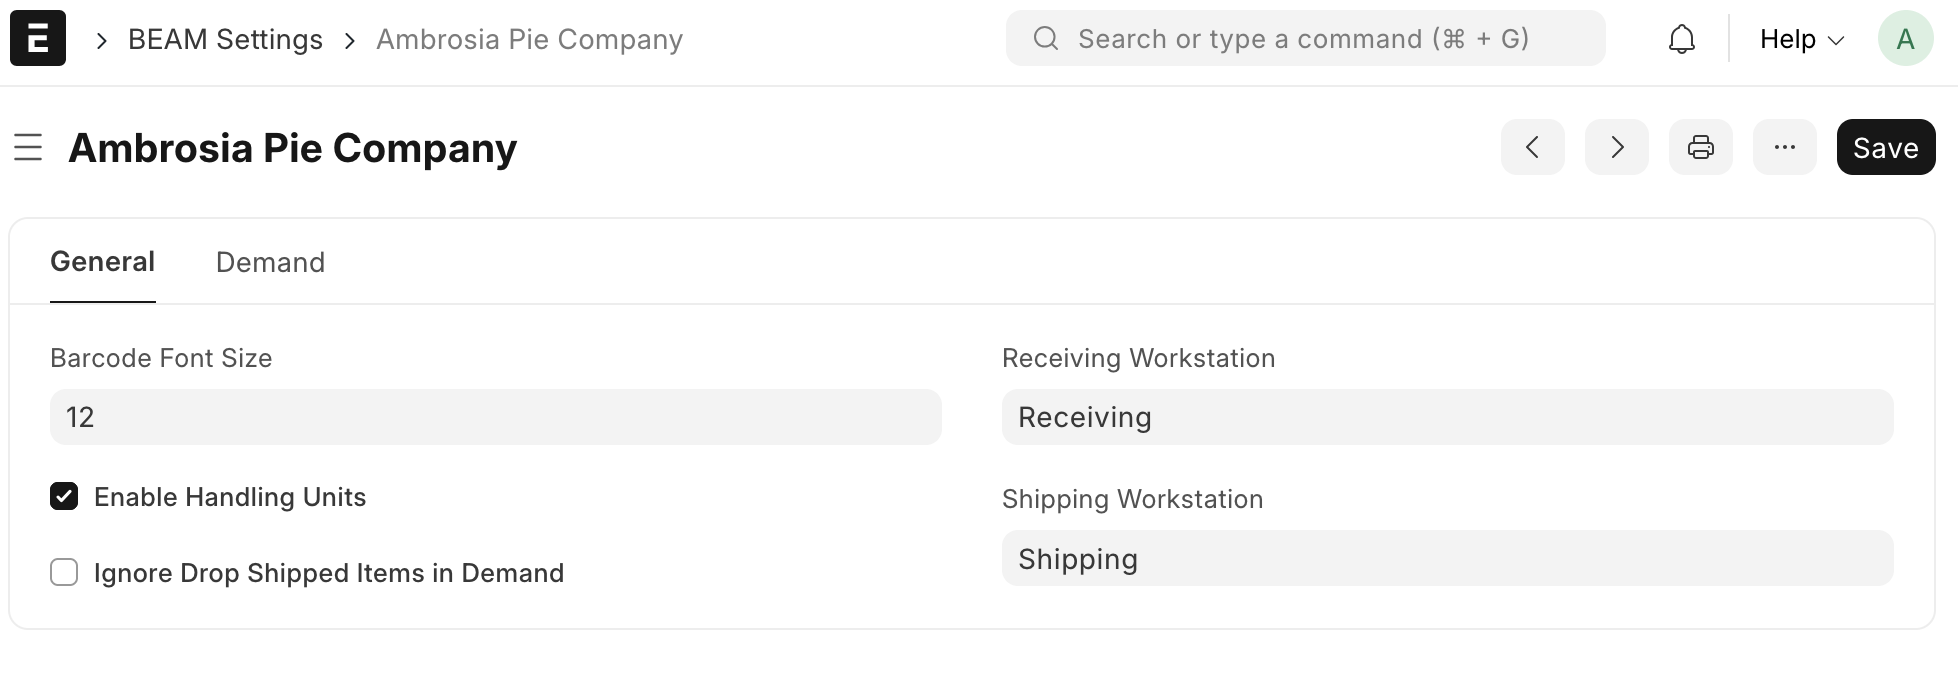 E
BEAM Settings
Ambrosia Pie Company
Search or type a command (⌘ + G)
Help
A
Ambrosia Pie Company
Save
General
Demand
Barcode Font Size
12
Receiving Workstation
Receiving
Enable Handling Units
Shipping Workstation
Shipping
Ignore Drop Shipped Items in Demand